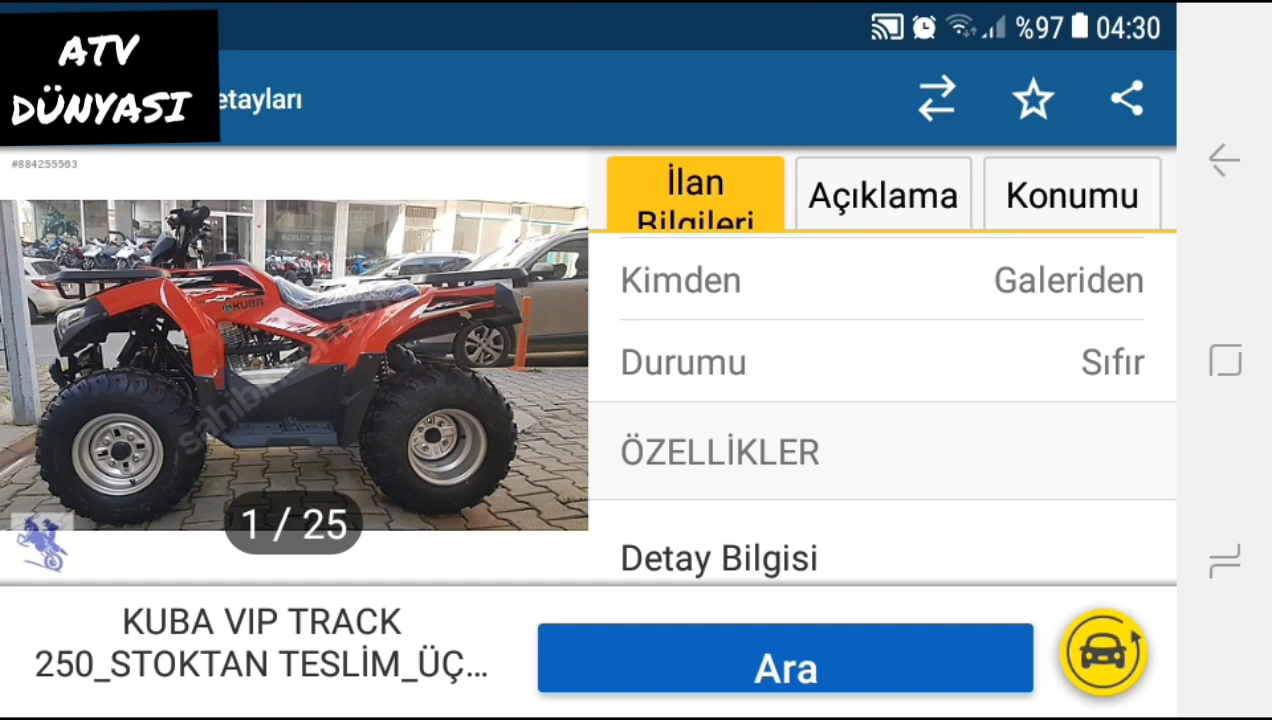 ATV
DÜNYASI
%97 04:30
etayları
#884255563
İlan
Bilgileri
Açıklama
Konumu
Kimden Galeriden
Durumu Sıfır
ÖZELLİKLER
Detay Bilgisi
KUBA
sahibi
1 / 25
KUBA VIP TRACK
250_STOKTAN TESLİM_ÜÇ...
Ara